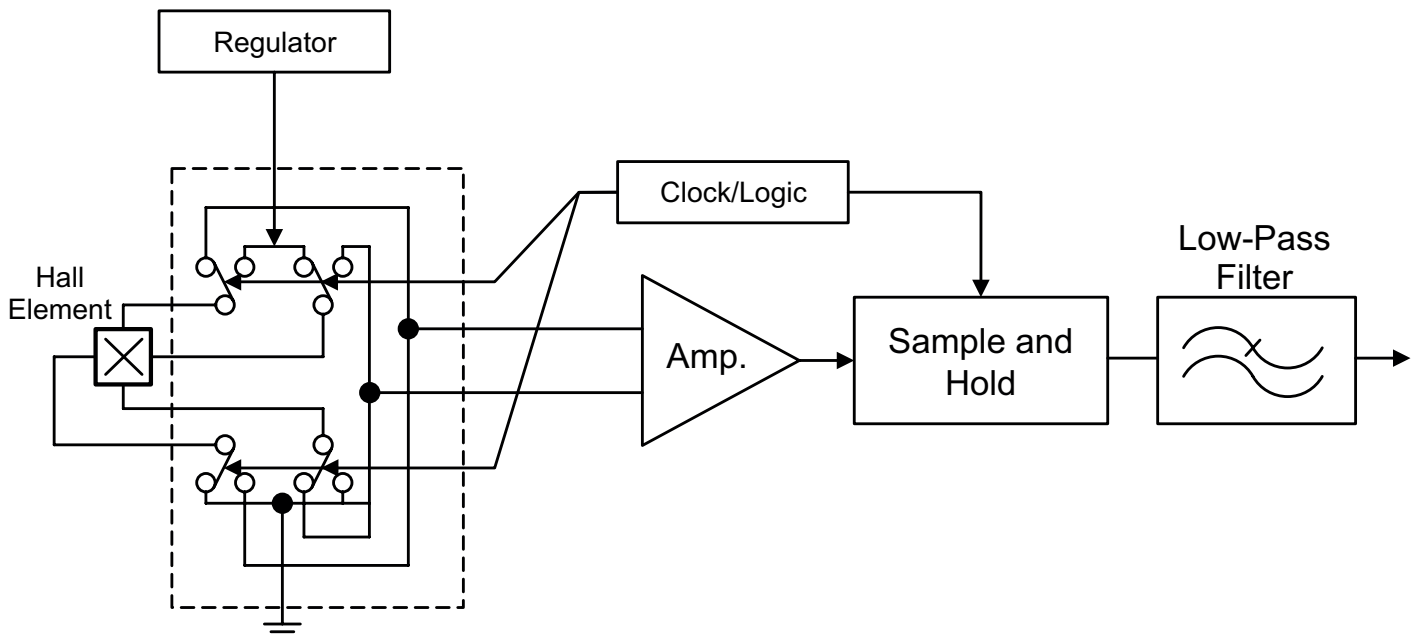 Regulator
Clock/Logic
Low-Pass
Filter
Hall
Element
Amp.
Sample and
Hold